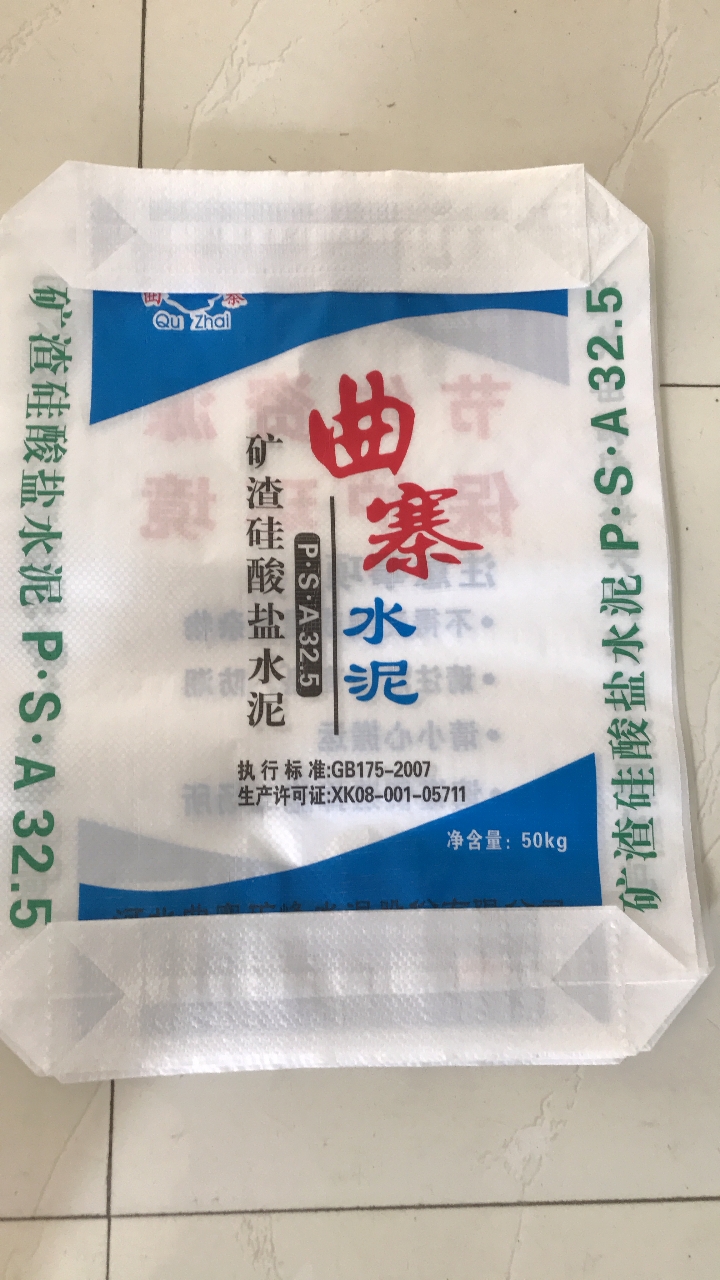 曲寨
Qu Zhai
矿渣硅酸盐水泥 P·S·A 32.5
曲寨
水泥
矿渣硅酸盐水泥
P·S·A 32.5
执行标准:GB175-2007
生产许可证:XK08-001-05711
净含量：50kg
矿渣硅酸盐水泥 P·S·A 32.5